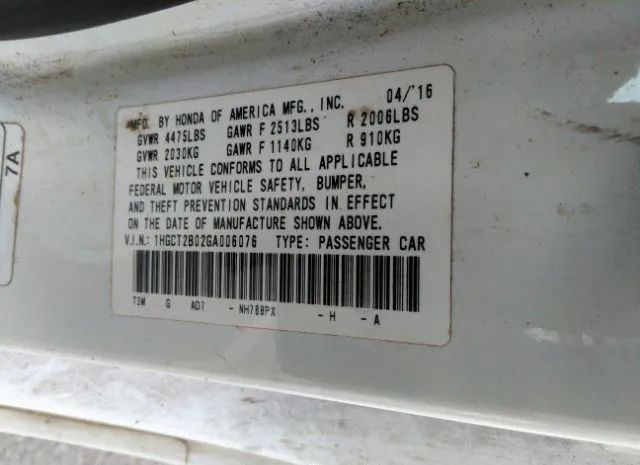 MFD. BY HONDA OF AMERICA MFG., INC. 04/'16
GVWR 4475LBS GAWR F 2513LBS R 2006LBS
GVWR 2030KG GAWR F 1140KG R 910KG
THIS VEHICLE CONFORMS TO ALL APPLICABLE
FEDERAL MOTOR VEHICLE SAFETY, BUMPER,
AND THEFT PREVENTION STANDARDS IN EFFECT
ON THE DATE OF MANUFACTURE SHOWN ABOVE.
V.I.N.: 1HGCT2B02GA006076 TYPE: PASSENGER CAR
T3M G AD7 - NH788PX - H - A
7A